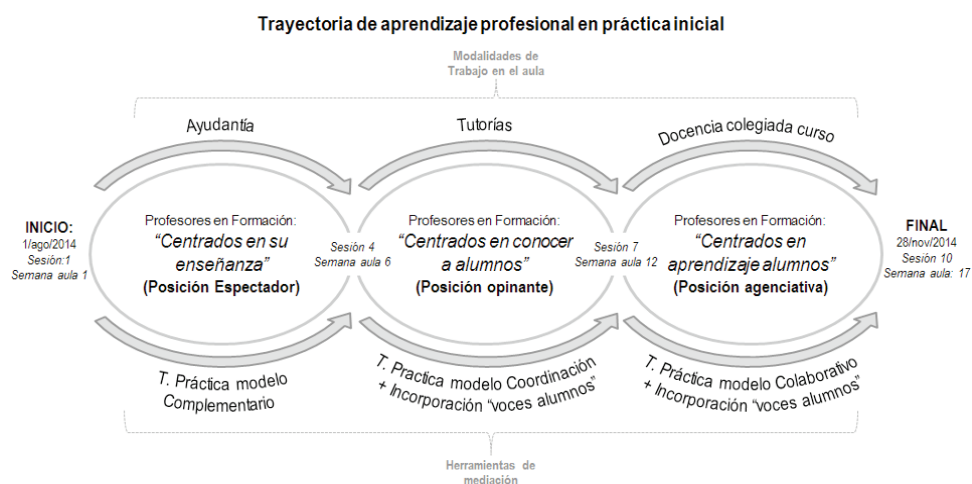 Trayectoria de aprendizaje profesional en práctica inicial
Modalidades de
Trabajo en el aula
Ayudantía
Tutorías
Docencia colegiada curso
INICIO:
1/ago/2014
Sesión:1
Semana aula 1
Profesores en Formación:
“Centrados en su
enseñanza”
(Posición Espectador)
Sesión 4
Semana aula 6
Profesores en Formación:
“Centrados en conocer
a alumnos”
(Posición opinante)
Sesión 7
Semana aula 12
Profesores en Formación:
“Centrados en
aprendizaje alumnos”
(Posición agenciativa)
FINAL
28/nov/2014
Sesión 10
Semana aula: 17
T. Práctica modelo
Complementario
T. Practica modelo Coordinación
+ Incorporación “voces alumnos”
T. Práctica modelo Colaborativo
+ Incorporación “voces alumnos”
Herramientas de
mediación